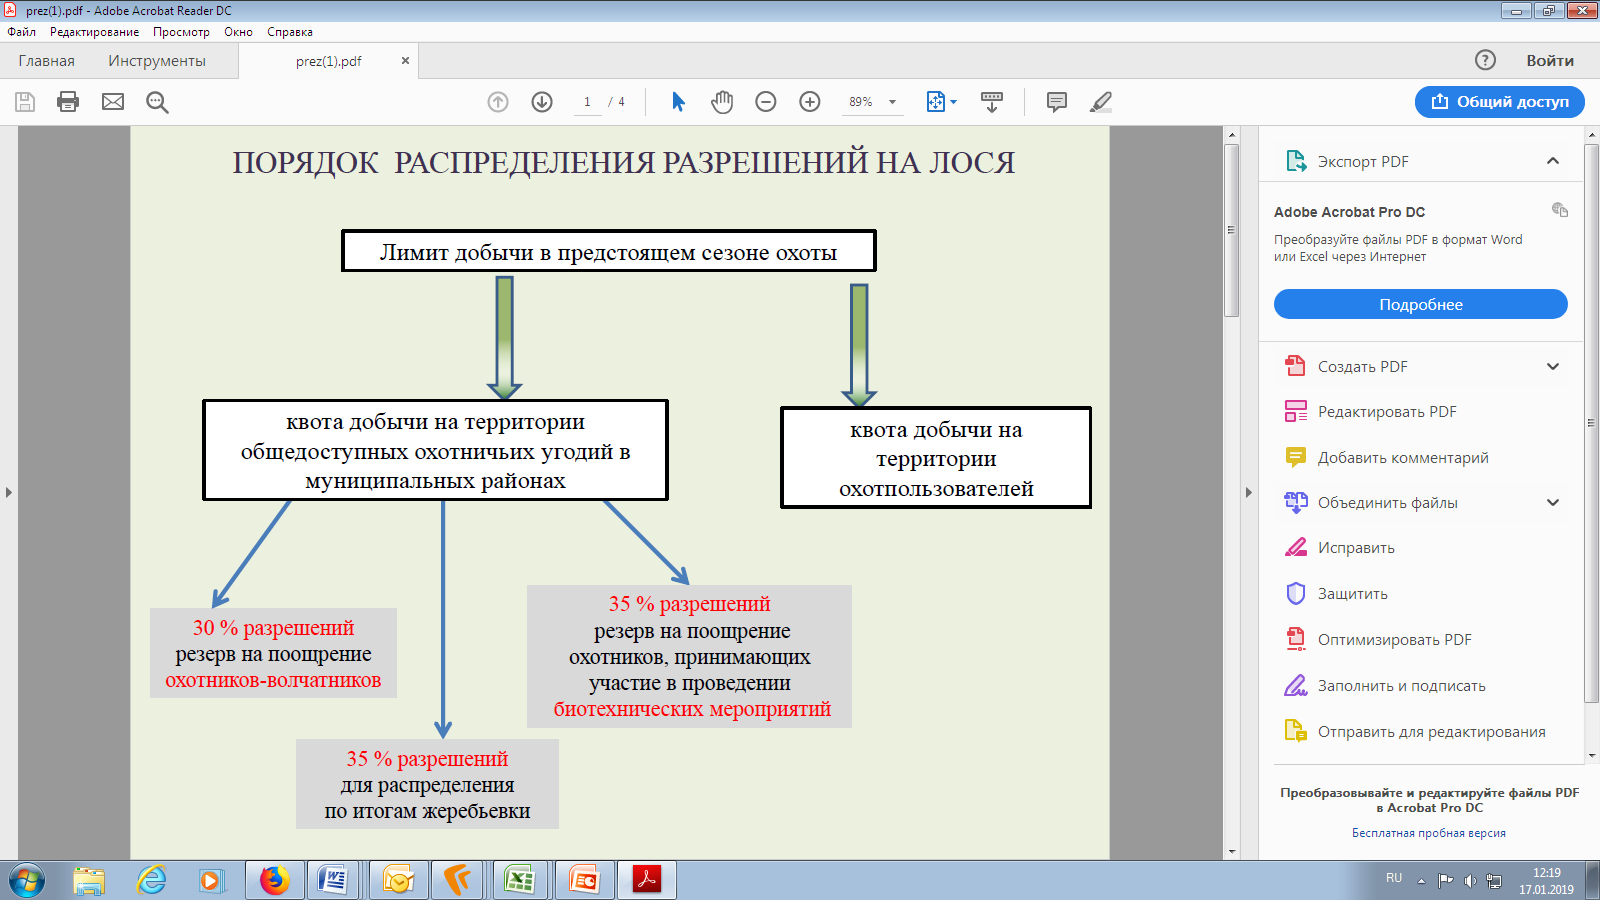 prez(1).pdf - Adobe Acrobat Reader DC
Файл Редактирование Просмотр Окно Справка
Главная Инструменты prez(1).pdf × Войти
1 / 4 89% Общий доступ
ПОРЯДОК РАСПРЕДЕЛЕНИЯ РАЗРЕШЕНИЙ НА ЛОСЯ
Лимит добычи в предстоящем сезоне охоты
квота добычи на территории
общедоступных охотничьих угодий в
муниципальных районах
квота добычи на
территории
охотпользователей
30 % разрешений
резерв на поощрение
охотников-волчатников
35 % разрешений
резерв на поощрение
охотников, принимающих
участие в проведении
биотехнических мероприятий
35 % разрешений
для распределения
по итогам жеребьевки
Экспорт PDF
Adobe Acrobat Pro DC
Преобразуйте файлы PDF в формат Word
или Excel через Интернет
Подробнее
Создать PDF
Редактировать PDF
Добавить комментарий
Объединить файлы
Исправить
Защитить
Оптимизировать PDF
Заполнить и подписать
Отправить для редактирования
Преобразовывайте и редактируйте файлы PDF
в Acrobat Pro DC
Бесплатная пробная версия
RU
12:19
17.01.2019